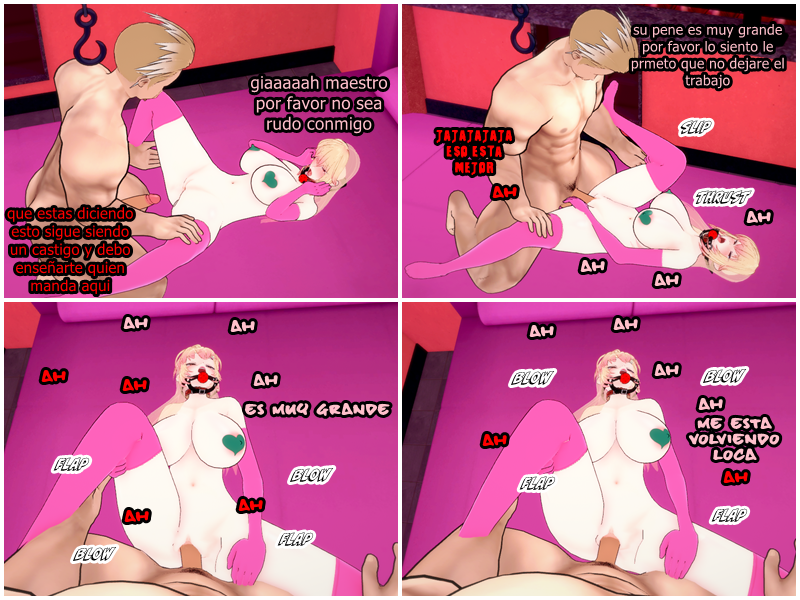 giaaaaah maestro
por favor no sea
rudo conmigo
que estas diciendo
esto sigue siendo
un castigo y debo
enseñarte quien
manda aqui
su pene es muy grande
por favor lo siento le
prmeto que no dejare el
trabajo
JAJAJAJAJA
ESO ESTA
MEJOR
SLIP
AH
THRUST
AH
AH
AH
AH
AH
AH
AH
AH
ES MUY GRANDE
FLAP
BLOW
AH
AH
FLAP
BLOW
AH
AH
AH
BLOW
BLOW
AH
ME ESTA
VOLVIENDO
LOCA
AH
AH
FLAP
FLAP